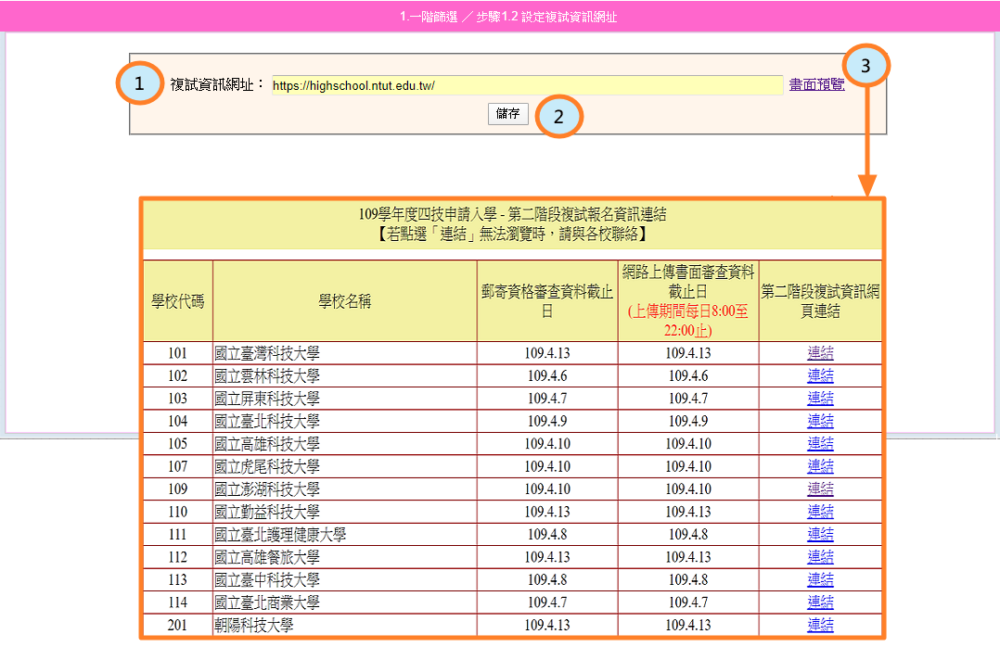 1.一階篩選 ／ 步驟1.2 設定複試資訊網址
1 複試資訊網址： https://highschool.ntut.edu.tw/ 畫面預覽 3
儲存 2
109學年度四技申請入學 - 第二階段複試報名資訊連結
【若點選「連結」無法瀏覽時，請與各校聯絡】
學校代碼 學校名稱 郵寄資格審查資料截止日 網路上傳書面審查資料截止日 (上傳期間每日8:00至22:00止) 第二階段複試資訊網頁連結
101 國立臺灣科技大學 109.4.13 109.4.13 連結
102 國立雲林科技大學 109.4.6 109.4.6 連結
103 國立屏東科技大學 109.4.7 109.4.7 連結
104 國立臺北科技大學 109.4.9 109.4.9 連結
105 國立高雄科技大學 109.4.10 109.4.10 連結
107 國立虎尾科技大學 109.4.10 109.4.10 連結
109 國立澎湖科技大學 109.4.10 109.4.10 連結
110 國立勤益科技大學 109.4.13 109.4.13 連結
111 國立臺北護理健康大學 109.4.8 109.4.8 連結
112 國立高雄餐旅大學 109.4.13 109.4.13 連結
113 國立臺中科技大學 109.4.8 109.4.8 連結
114 國立臺北商業大學 109.4.7 109.4.7 連結
201 朝陽科技大學 109.4.13 109.4.13 連結